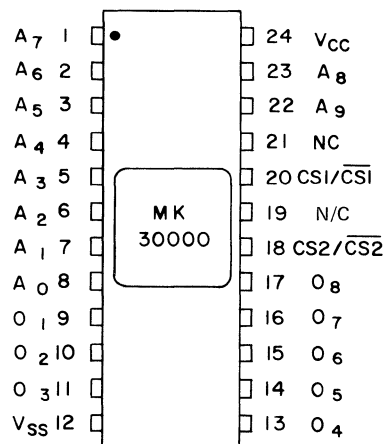 A7 1 24 VCC
A6 2 23 A8
A5 3 22 A9
A4 4 21 NC
A3 5 20 CS1/C̅S̅1̅
A2 6 MK 19 N/C
A1 7 30000 18 CS2/C̅S̅2̅
A0 8 17 O8
O1 9 16 O7
O2 10 15 O6
O3 11 14 O5
VSS 12 13 O4